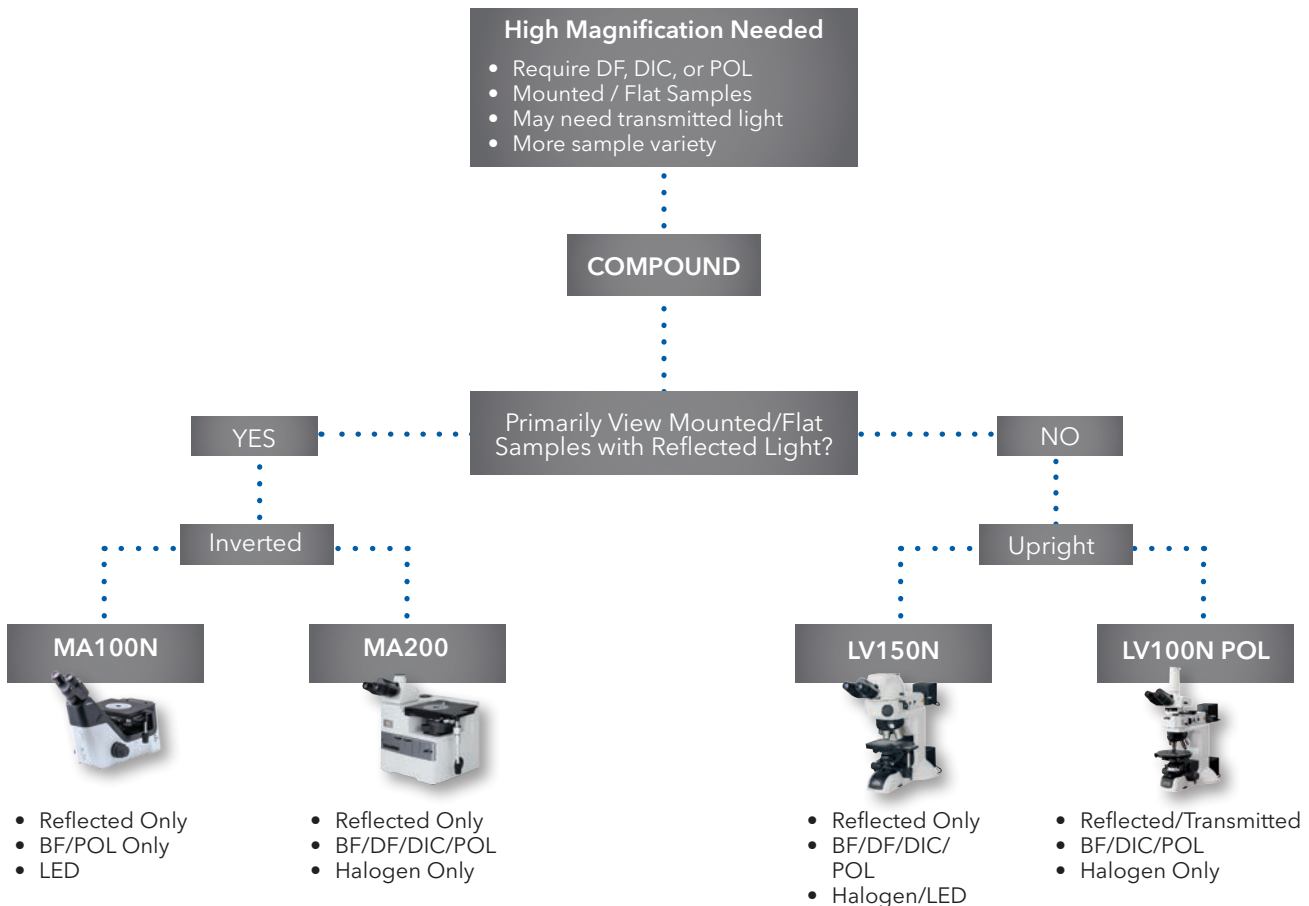 High Magnification Needed
• Require DF, DIC, or POL
• Mounted / Flat Samples
• May need transmitted light
• More sample variety
COMPOUND
Primarily View Mounted/Flat
Samples with Reflected Light?
YES
NO
Inverted
Upright
MA100N
MA200
LV150N
LV100N POL
• Reflected Only
• BF/POL Only
• LED
• Reflected Only
• BF/DF/DIC/POL
• Halogen Only
• Reflected Only
• BF/DF/DIC/
POL
• Halogen/LED
• Reflected/Transmitted
• BF/DIC/POL
• Halogen Only